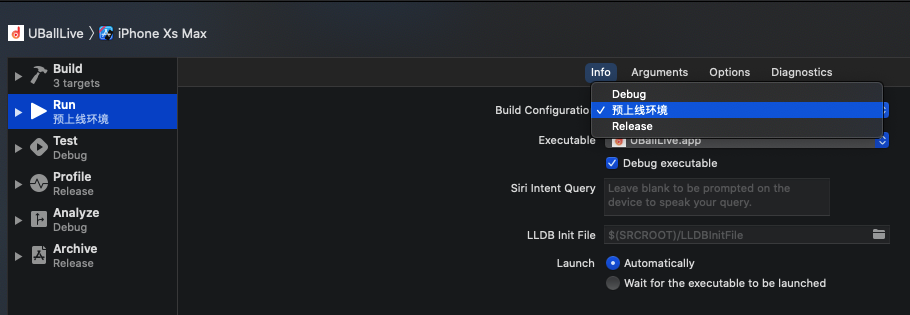 UBallLive 〉 iPhone Xs Max
Build
3 targets
Run
预上线环境
Test
Debug
Profile
Release
Analyze
Debug
Archive
Release
Info Arguments Options Diagnostics
Build Configuration
Debug
✓ 预上线环境
Release
Executable UBallLive.app
Debug executable
Siri Intent Query Leave blank to be prompted on the
device to speak your query.
LLDB Init File $(SRCROOT)/LLDBInitFile
Launch Automatically
Wait for the executable to be launched